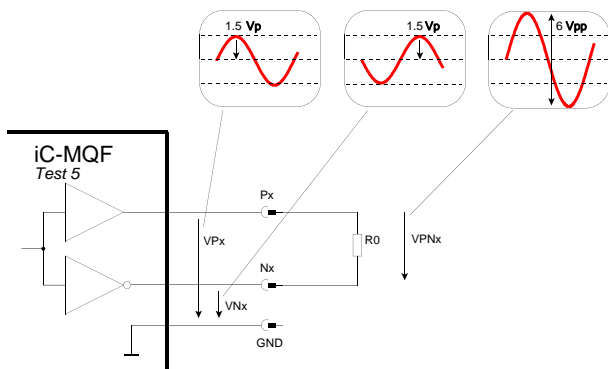 1.5 Vp
1.5 Vp
6 Vpp
iC-MQF
Test 5
Px
VPx
R0
VPNx
Nx
VNx
GND